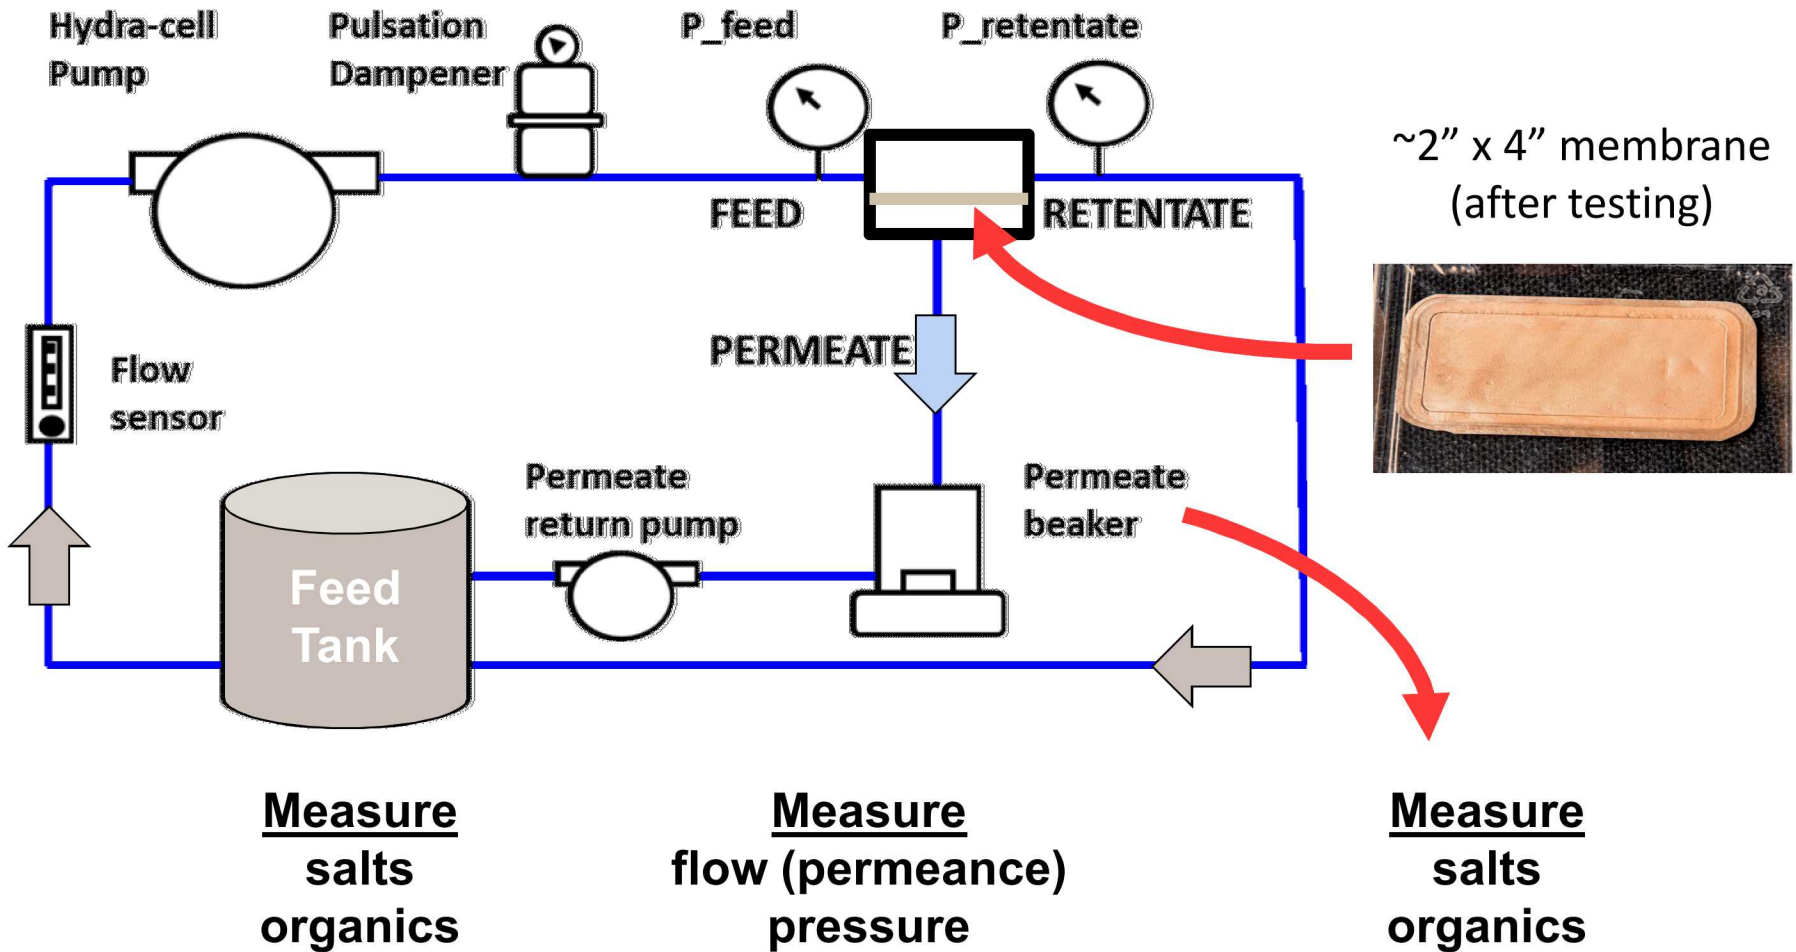 Hydra-cell
Pump
Pulsation
Dampener
P_feed
P_retentate
~2” x 4” membrane
(after testing)
FEED
RETENTATE
PERMEATE
Flow
sensor
Permeate
return pump
Permeate
beaker
Feed
Tank
Measure
salts
organics
Measure
flow (permeance)
pressure
Measure
salts
organics